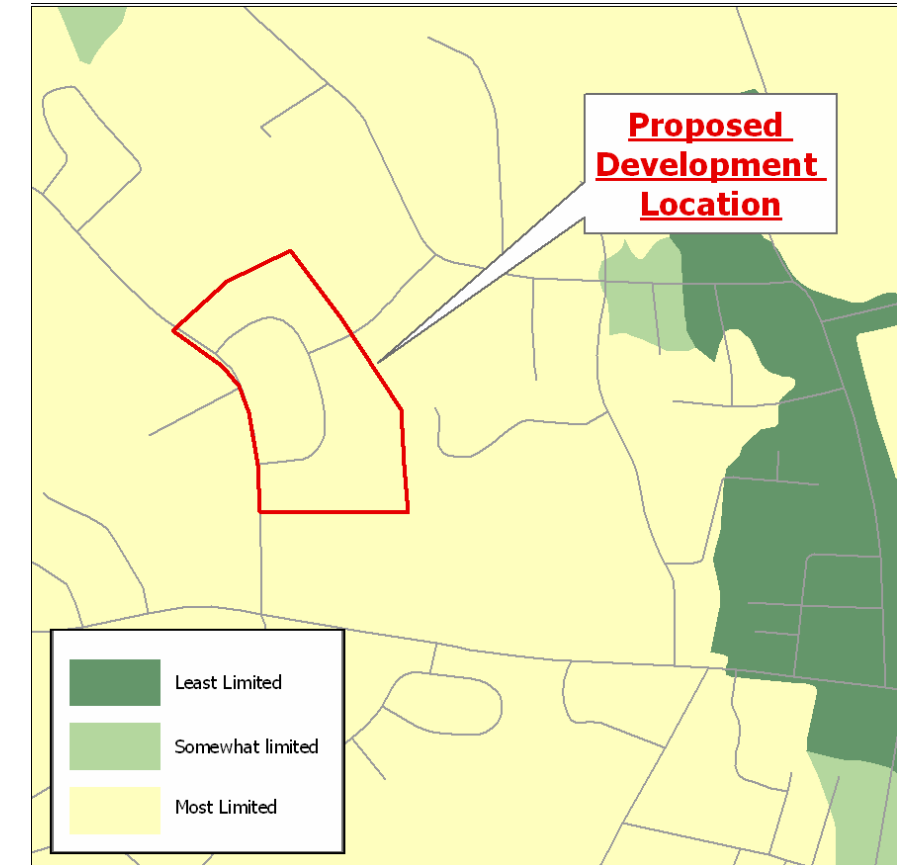 Proposed
Development
Location
Least Limited
Somewhat limited
Most Limited